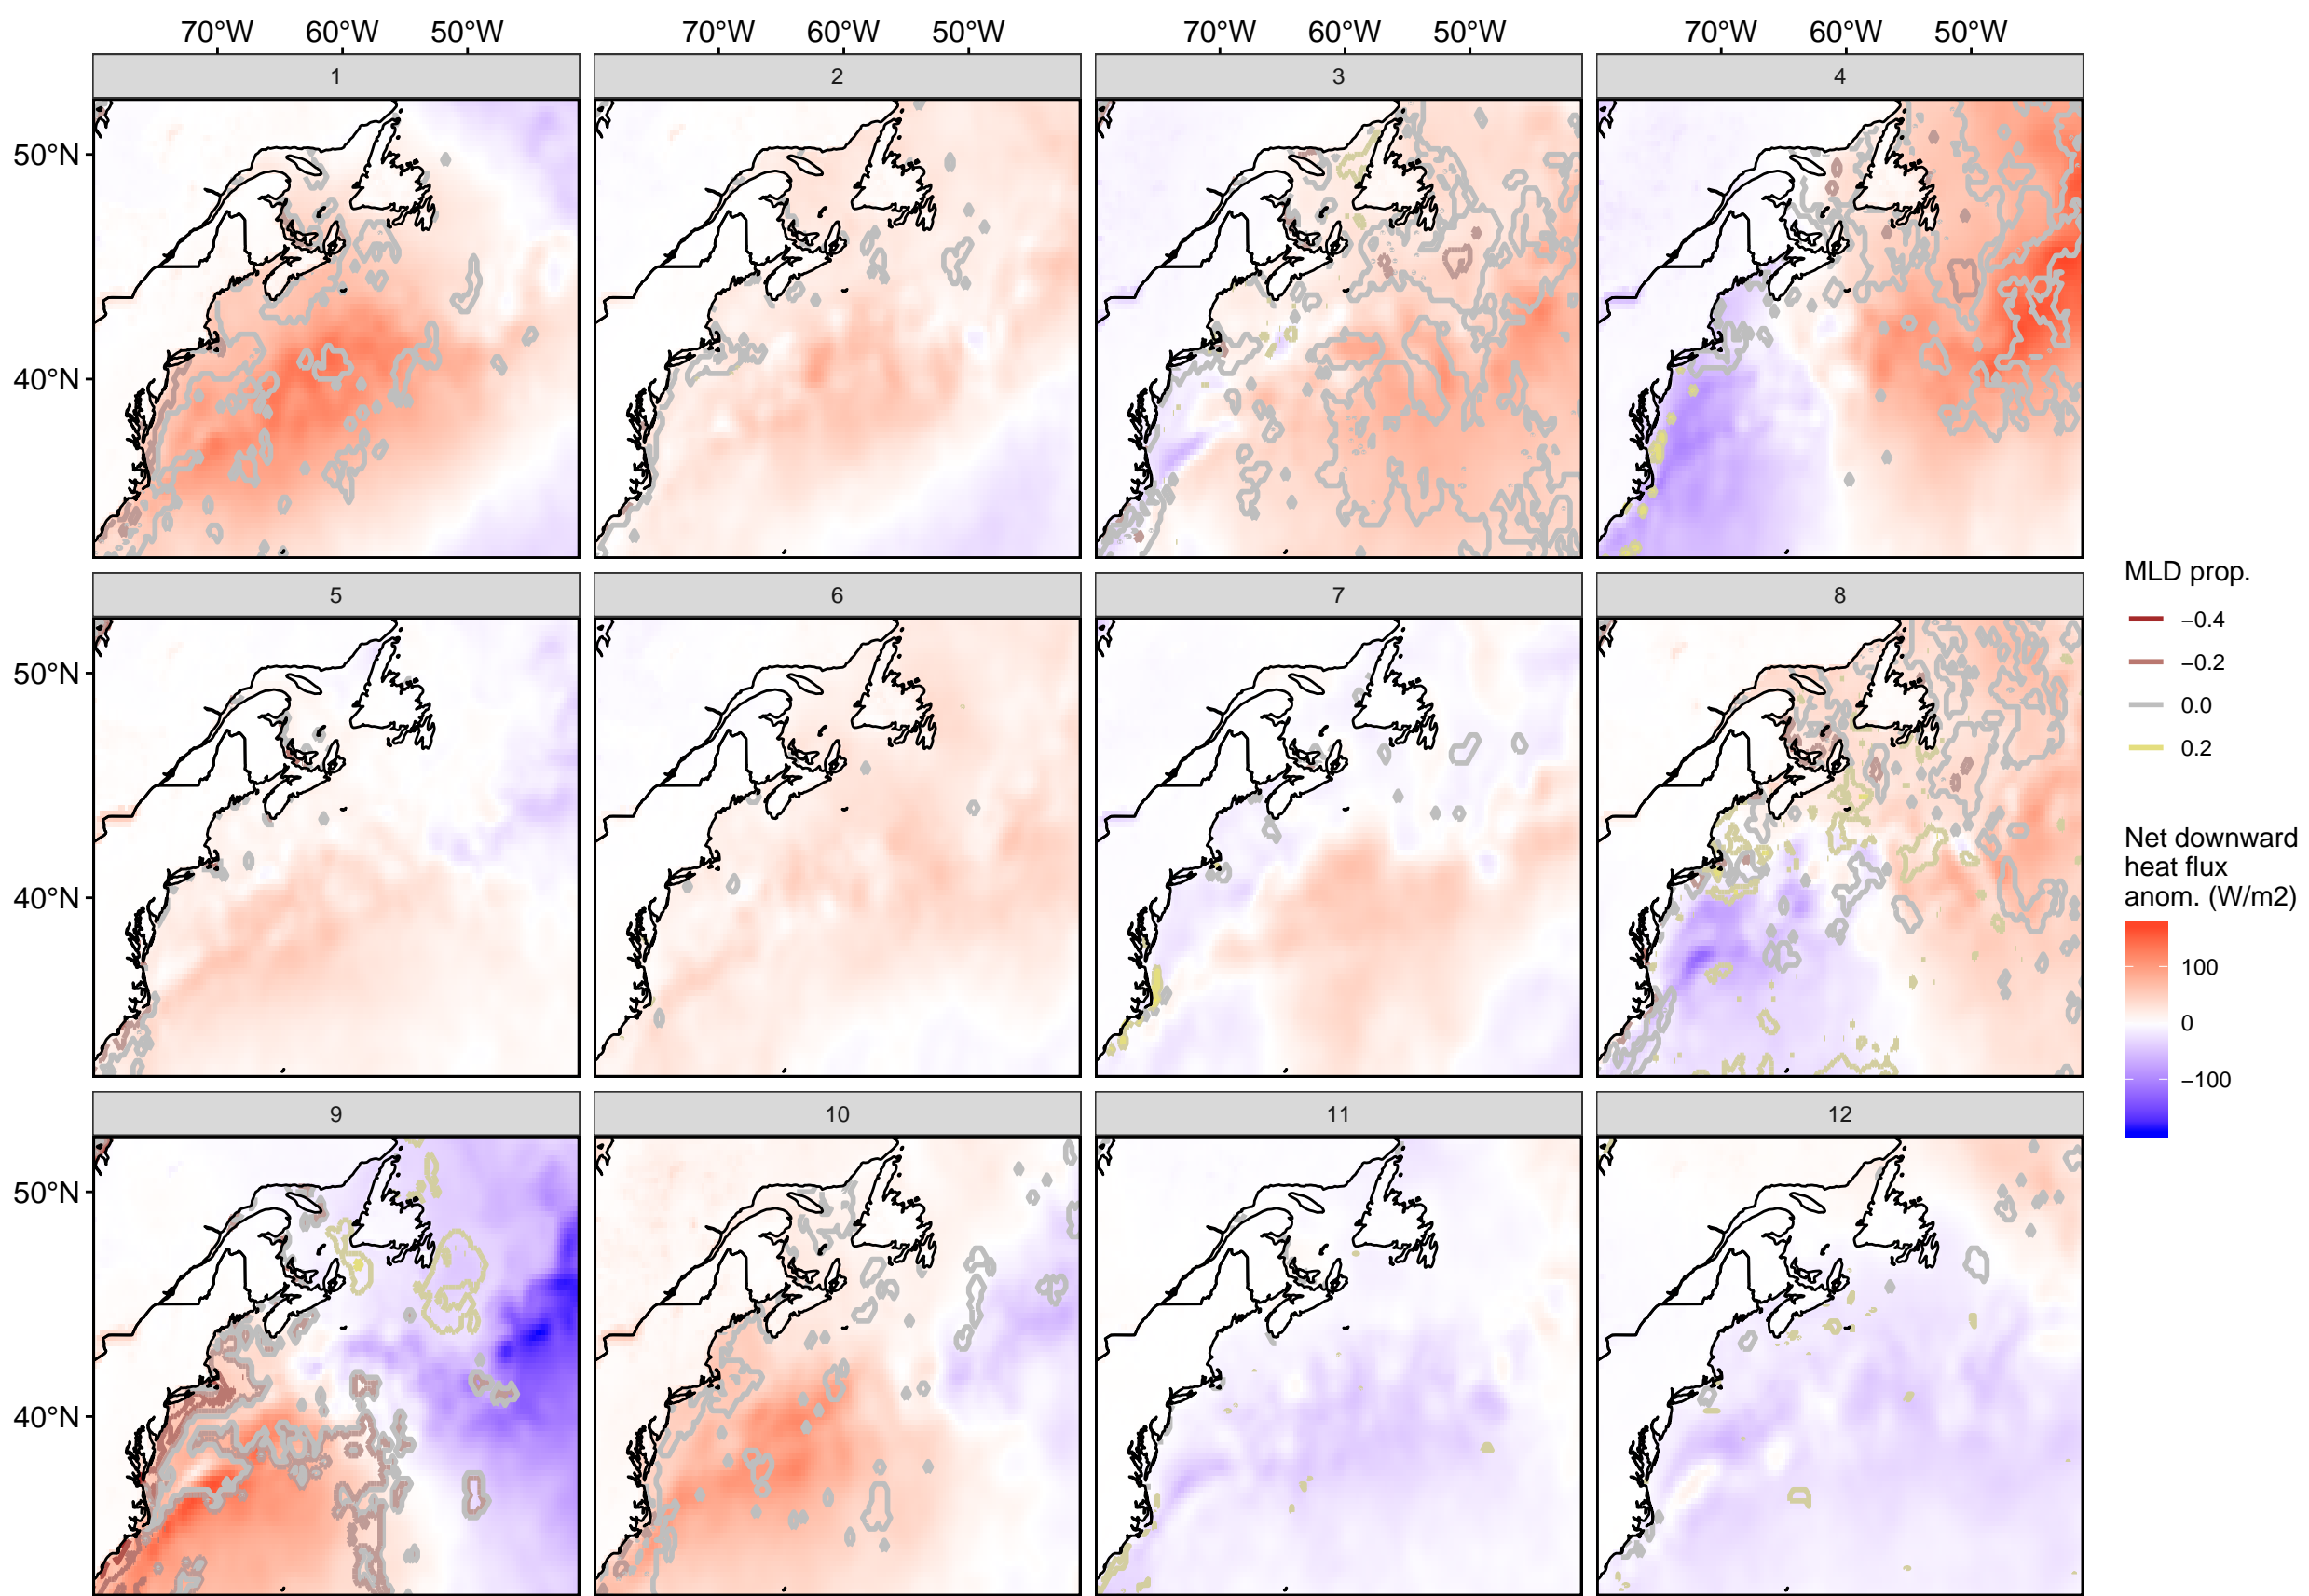 70°W 60°W 50°W 70°W 60°W 50°W 70°W 60°W 50°W 70°W 60°W 50°W
1 2 3 4
50°N
40°N
5 6 7 8
50°N
40°N
9 10 11 12
50°N
40°N
MLD prop.
−0.4
−0.2
0.0
0.2
Net downward
heat flux
anom. (W/m2)
100
0
−100